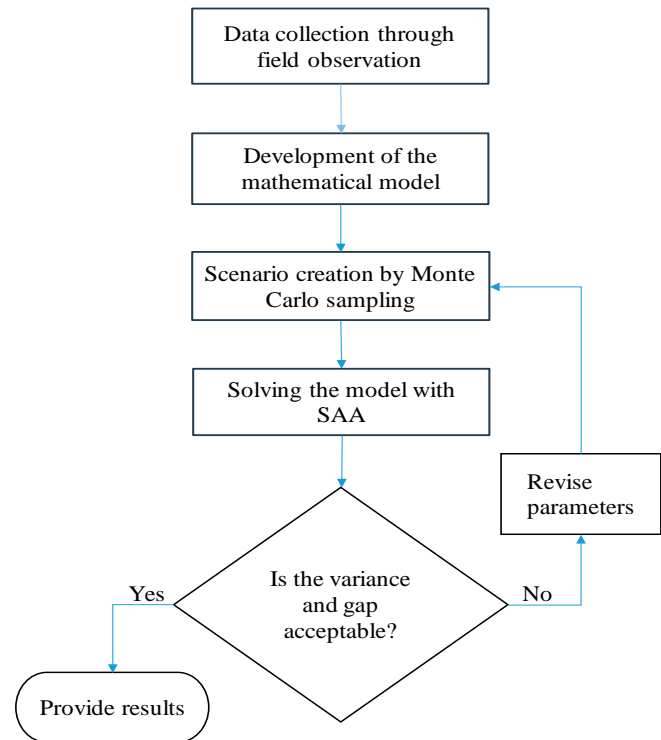 Data collection through
field observation
Development of the
mathematical model
Scenario creation by Monte
Carlo sampling
Solving the model with
SAA
Is the variance
and gap
acceptable?
Yes
No
Revise
parameters
Provide results